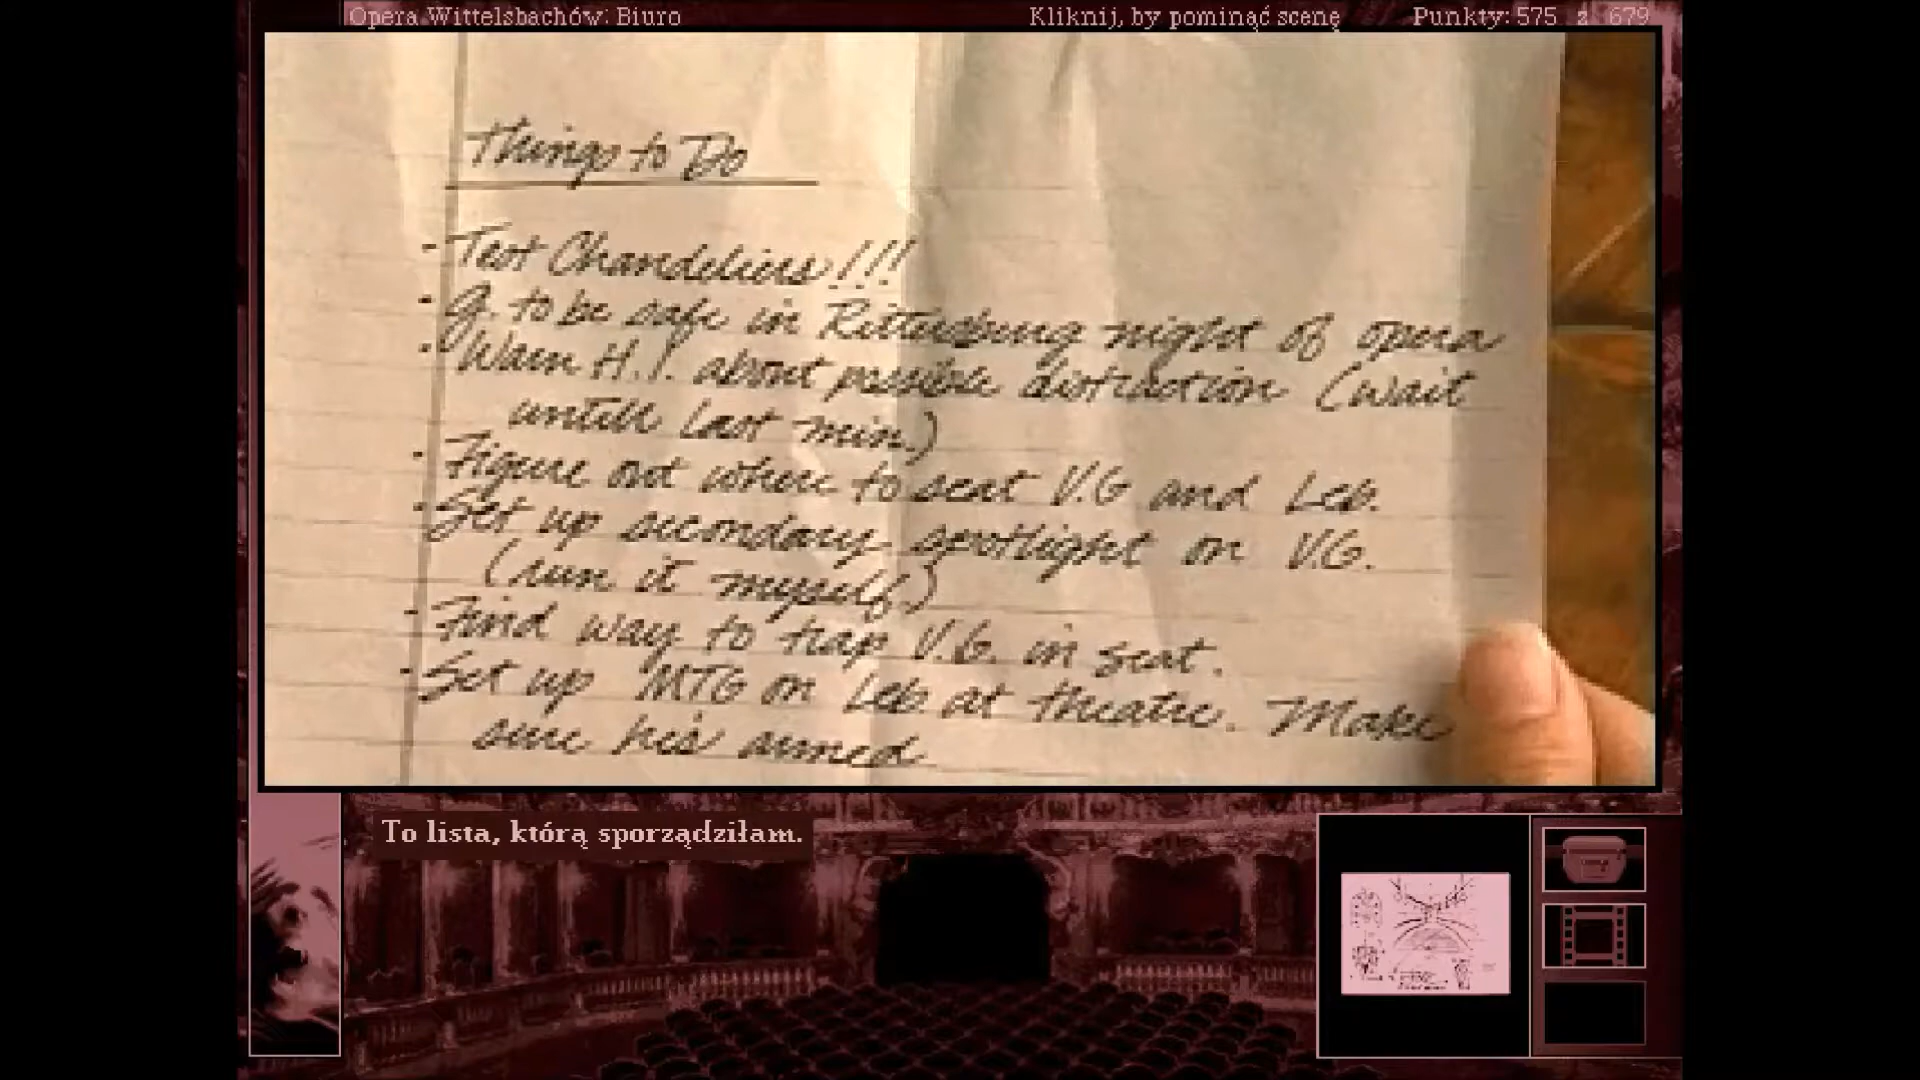 Opera Wittelsbachów: Biuro
Kliknij, by pominąć scenę
Punkty: 575 z 679
Things to Do
- Test Chandeliers!!!
- G. to be safe in Rittersburg night of opera
- Warn H.I. about possible distraction (wait
untill last min.)
- Figure out where to seat V.G and Leb.
- Set up secondary spotlight on V.G.
(run it myself.)
- Find way to trap V.G. in seat.
- Set up MTG on Leb. at theatre. Make
sure he's armed
To lista, którą sporządziłam.